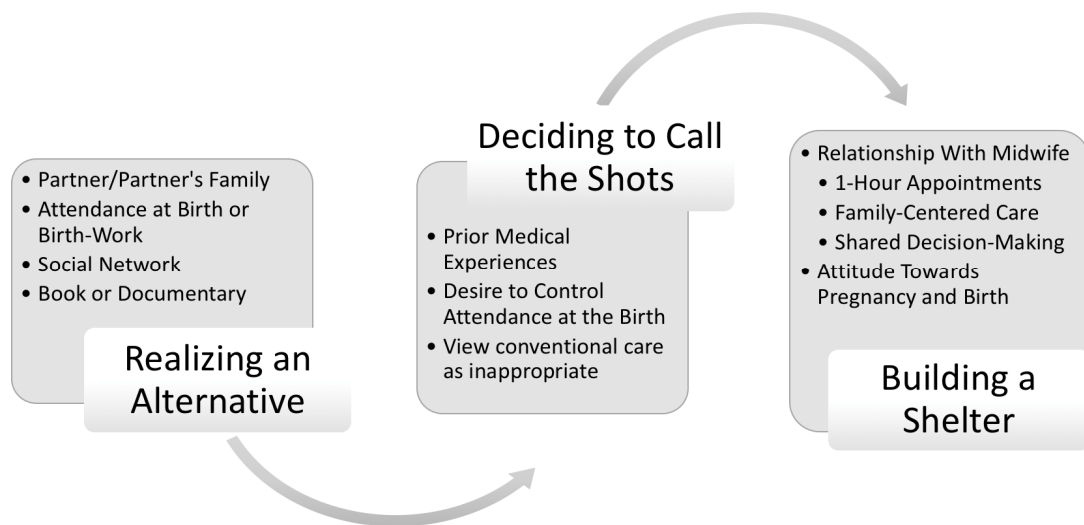 • Partner/Partner's Family
• Attendance at Birth or
Birth-Work
• Social Network
• Book or Documentary
Realizing an
Alternative
Deciding to Call
the Shots
• Prior Medical
Experiences
• Desire to Control
Attendance at the Birth
• View conventional care
as inappropriate
• Relationship With Midwife
• 1-Hour Appointments
• Family-Centered Care
• Shared Decision-Making
• Attitude Towards
Pregnancy and Birth
Building a
Shelter